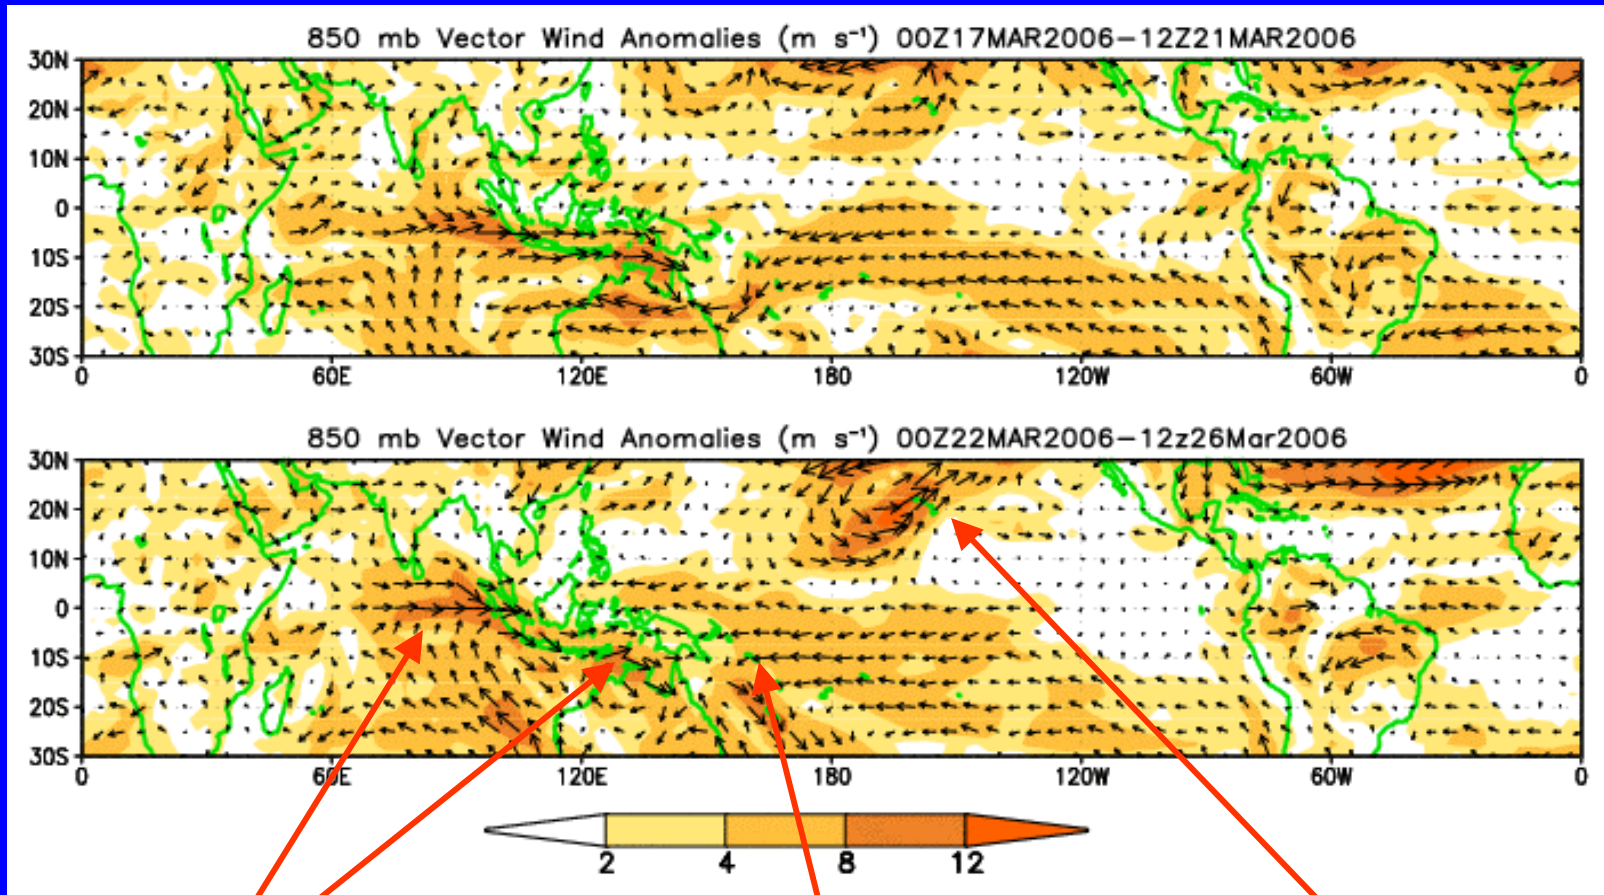 850 mb Vector Wind Anomalies (m s⁻¹) 00Z17MAR2006–12Z21MAR2006
30N
20N
10N
0
10S
20S
30S
0 60E 120E 180 120W 60W 0
850 mb Vector Wind Anomalies (m s⁻¹) 00Z22MAR2006–12z26Mar2006
30N
20N
10N
0
10S
20S
30S
0 60E 120E 180 120W 60W 0
2 4 8 12